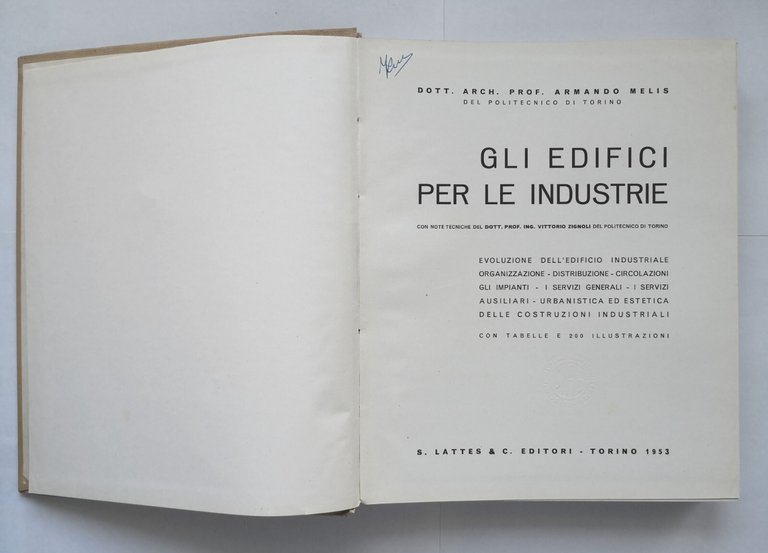 DOTT. ARCH. PROF. ARMANDO MELIS
DEL POLITECNICO DI TORINO
GLI EDIFICI
PER LE INDUSTRIE
CON NOTE TECNICHE DEL DOTT. PROF. ING. VITTORIO ZIGNOLI DEL POLITECNICO DI TORINO
EVOLUZIONE DELL'EDIFICIO INDUSTRIALE
ORGANIZZAZIONE - DISTRIBUZIONE - CIRCOLAZIONI
GLI IMPIANTI - I SERVIZI GENERALI - I SERVIZI
AUSILIARI - URBANISTICA ED ESTETICA
DELLE COSTRUZIONI INDUSTRIALI
CON TABELLE E 200 ILLUSTRAZIONI
S. LATTES & C. EDITORI - TORINO 1953